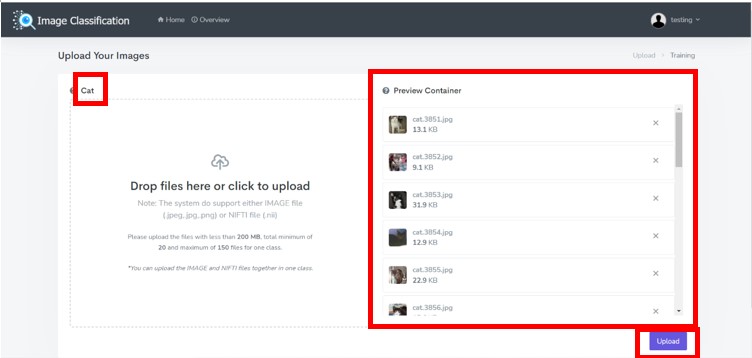 Image Classification
Home
Overview
testing
Upload Your Images
Upload / Training
Cat
Preview Container
Drop files here or click to upload
Note: The system do support either IMAGE file
(.jpeg,.jpg,.png) or NIFTI file (.nii)
Please upload the files with less than 200 MB, total minimum of
20 and maximum of 150 files for one class.
*You can upload the IMAGE and NIFTI files together in one class.
cat.3851.jpg
13.1 KB
cat.3852.jpg
9.1 KB
cat.3853.jpg
31.9 KB
cat.3854.jpg
12.9 KB
cat.3855.jpg
22.9 KB
cat.3856.jpg
Upload